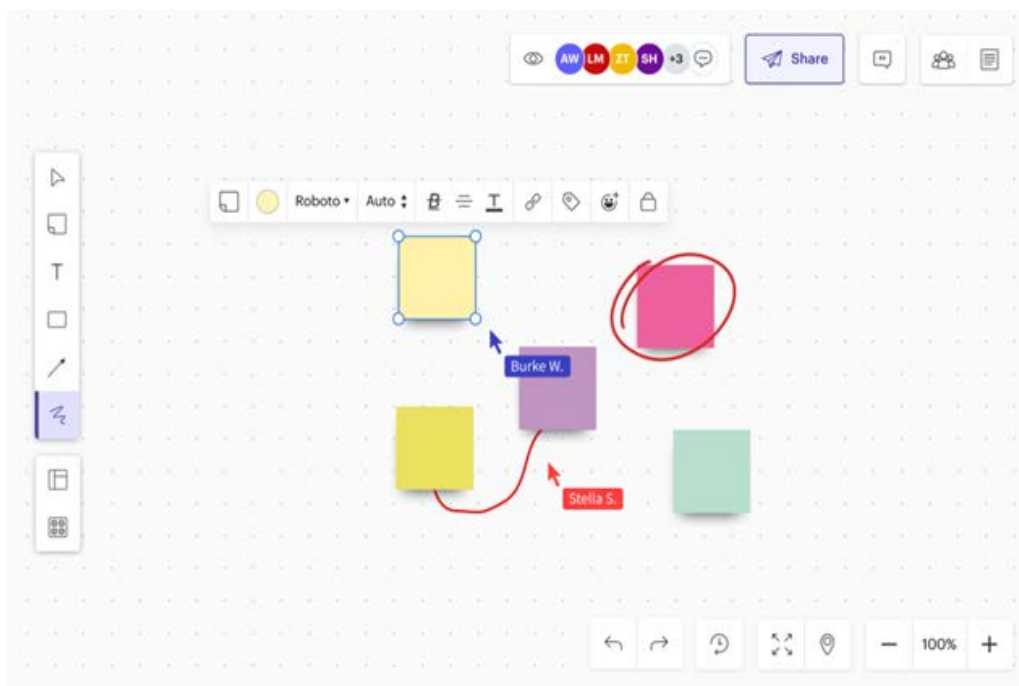 AW LM ZT SH +3
Share
Roboto Auto B T
T
Burke W.
Stella S.
100%